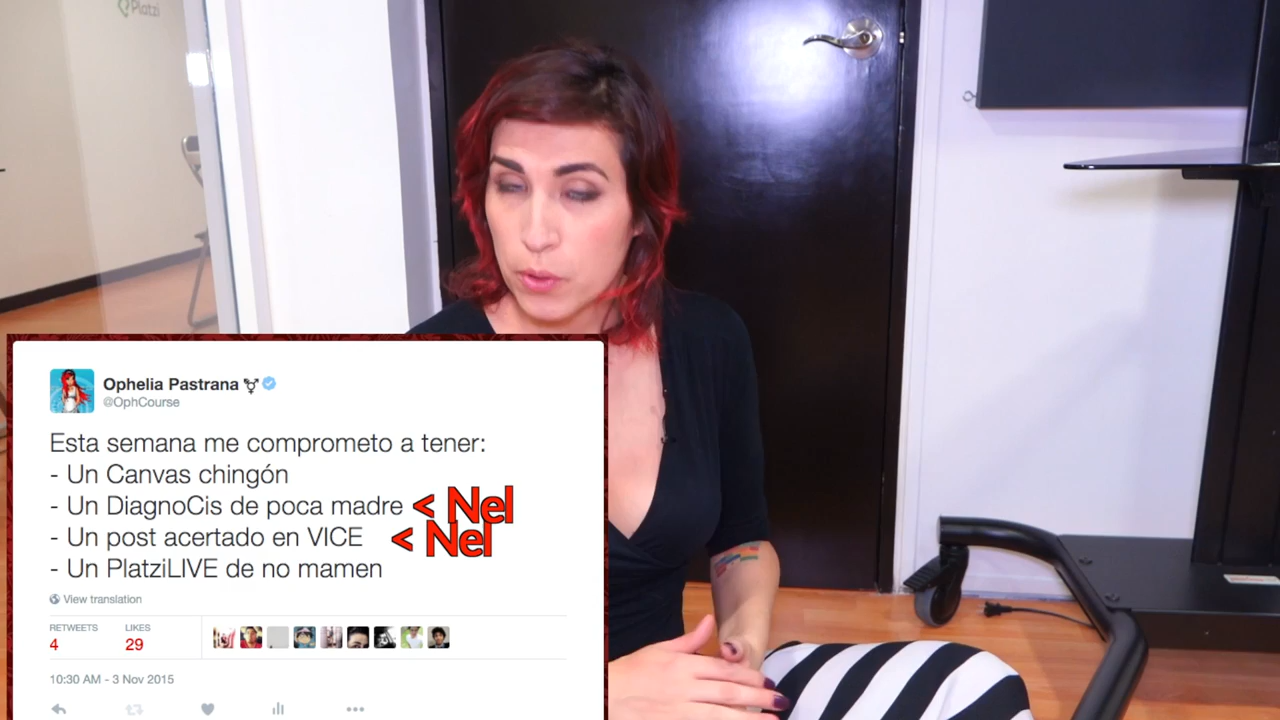 Platzi
Ophelia Pastrana
@OphCourse
Esta semana me comprometo a tener:
- Un Canvas chingón
- Un DiagnoCis de poca madre < Nel
- Un post acertado en VICE < Nel
- Un PlatziLIVE de no mamen
View translation
RETWEETS LIKES
4 29
10:30 AM - 3 Nov 2015